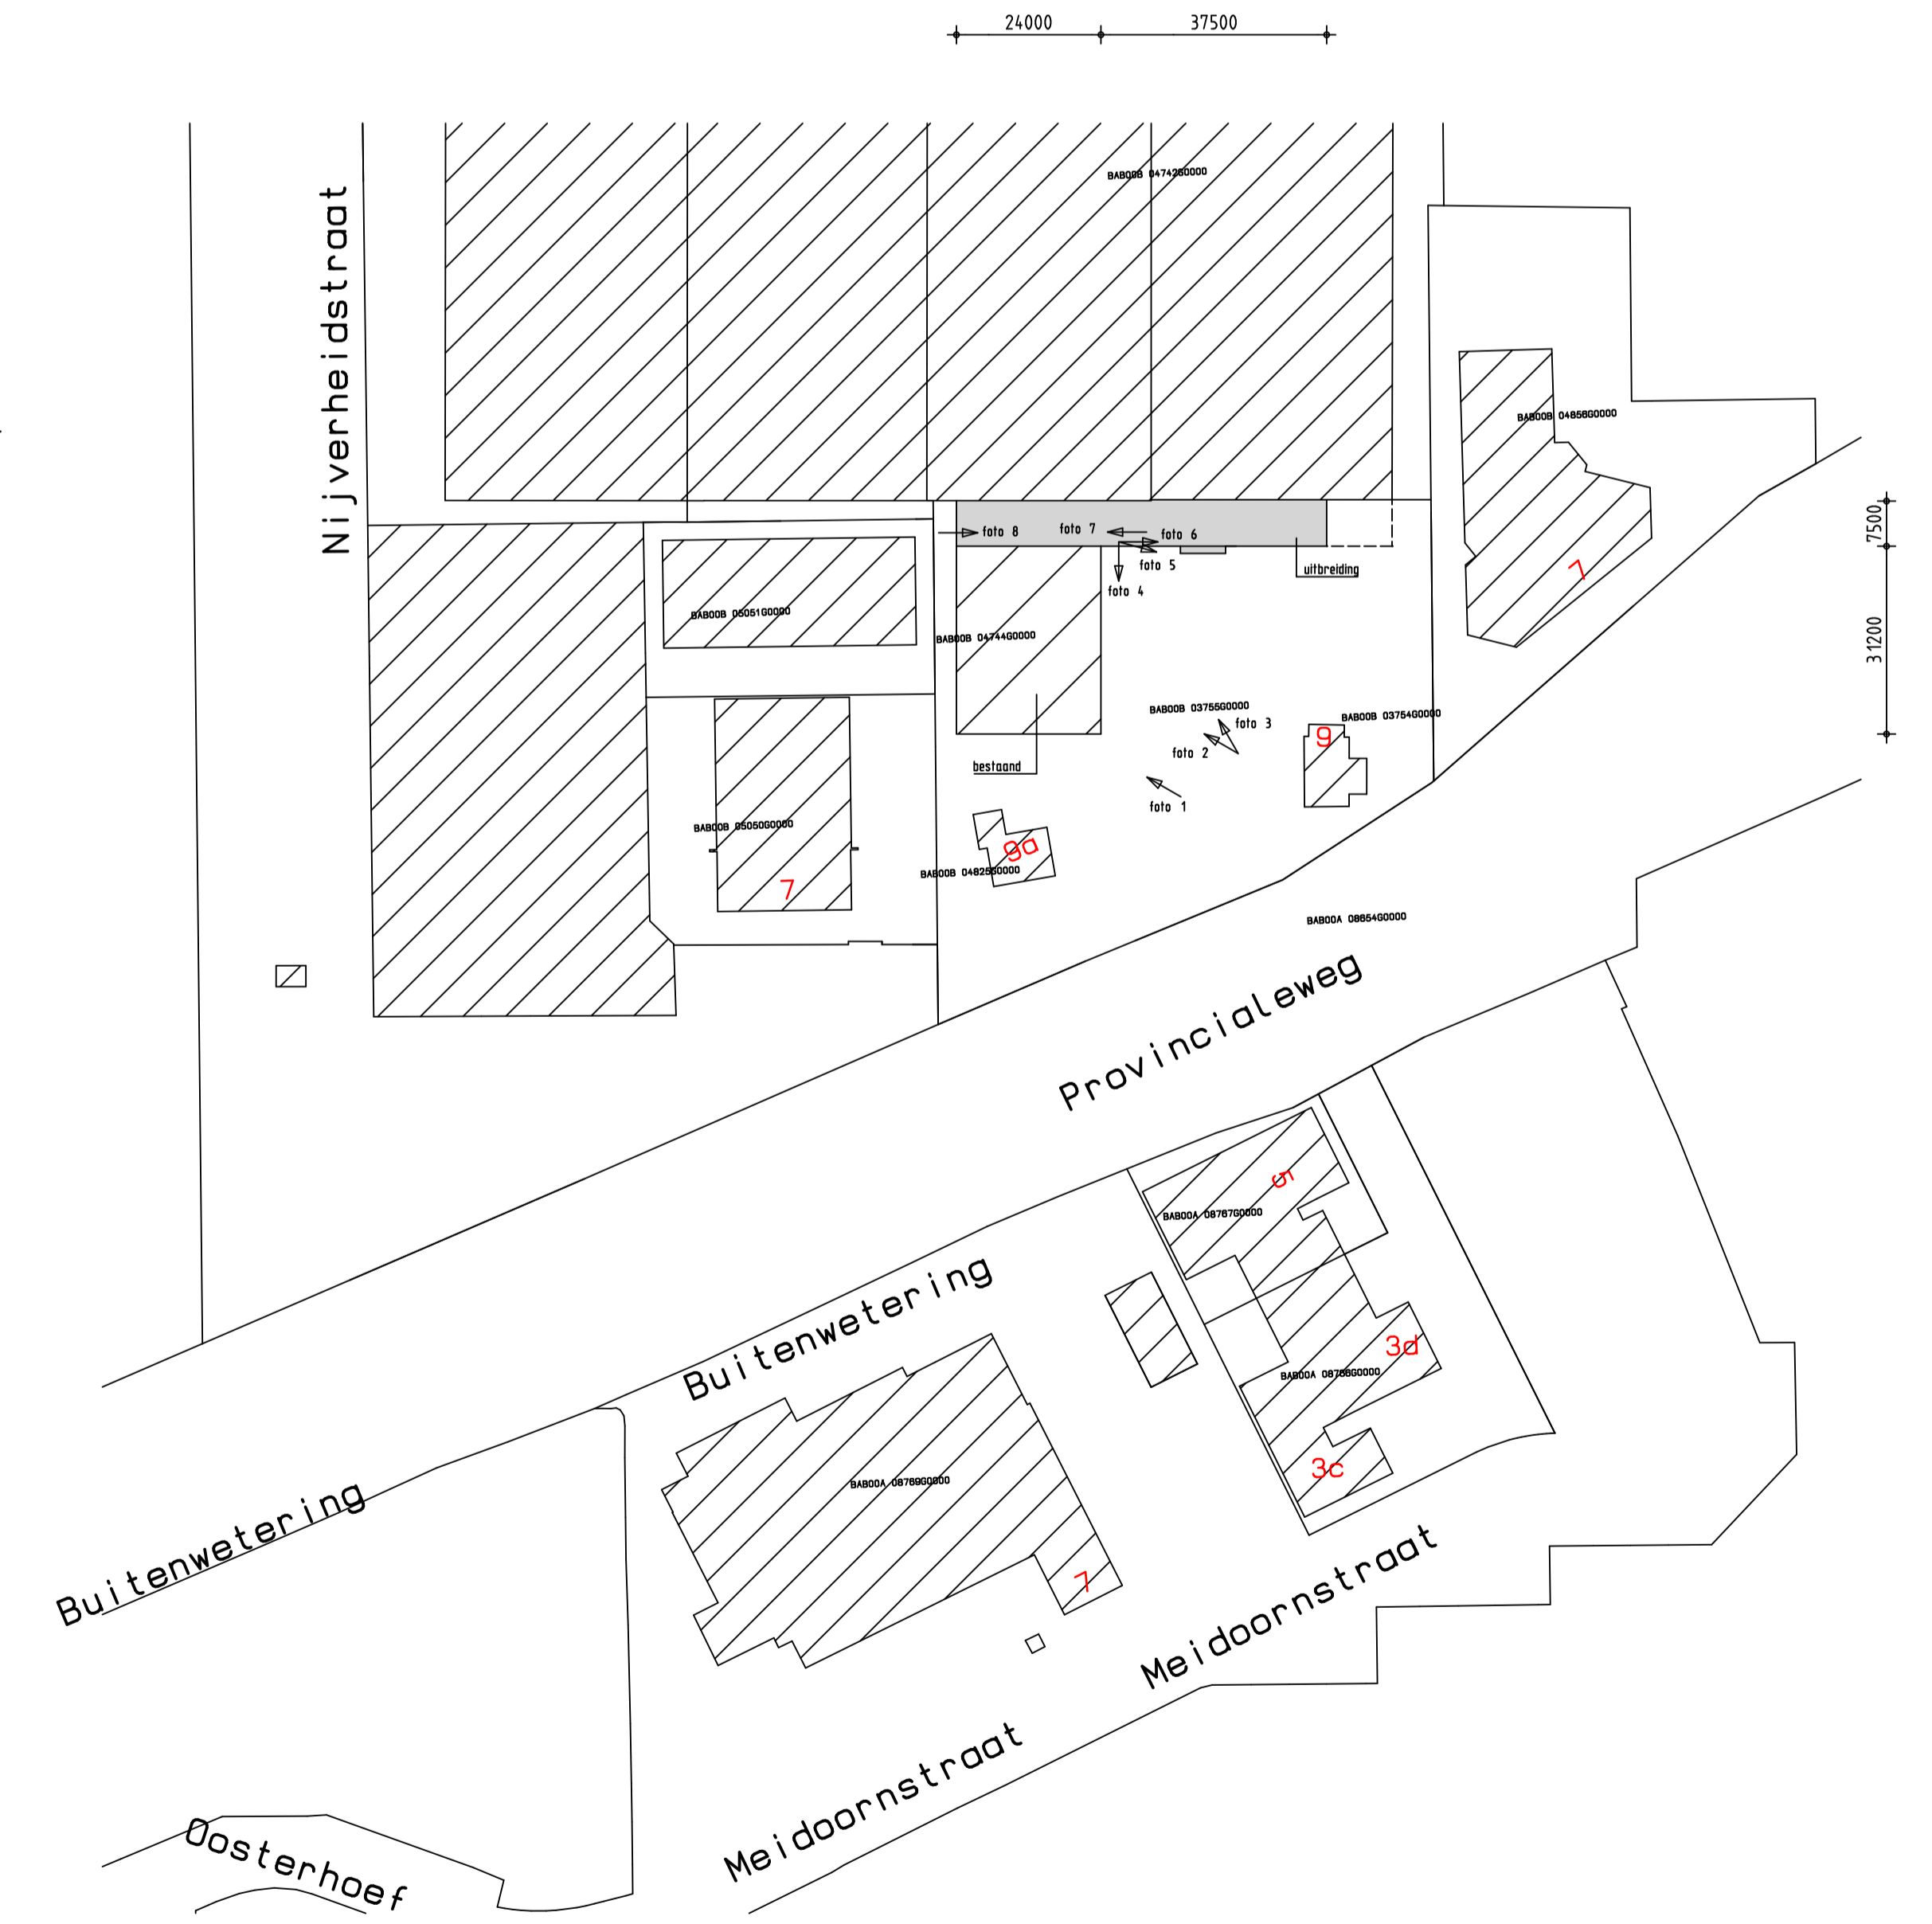 24000
37500
BAB00B 04742G0000
Nijverheidstraat
BAB00B 04856G0000
7500
foto 8
foto 7
foto 6
foto 5
uitbreiding
7
foto 4
BAB00B 05051G0000
BAB00B 04744G0000
31200
BAB00B 03755G0000
BAB00B 03754G0000
foto 3
9
foto 2
bestaand
foto 1
BAB00B 05050G0000
9a
BAB00B 04825G0000
7
BAB00A 08654G0000
Provincialeweg
5
BAB00A 08767G0000
Buitenwetering
3d
BAB00A 08766G0000
3c
BAB00A 08769G0000
Buitenwetering
7
Meidoornstraat
Meidoornstraat
Oosterhoef